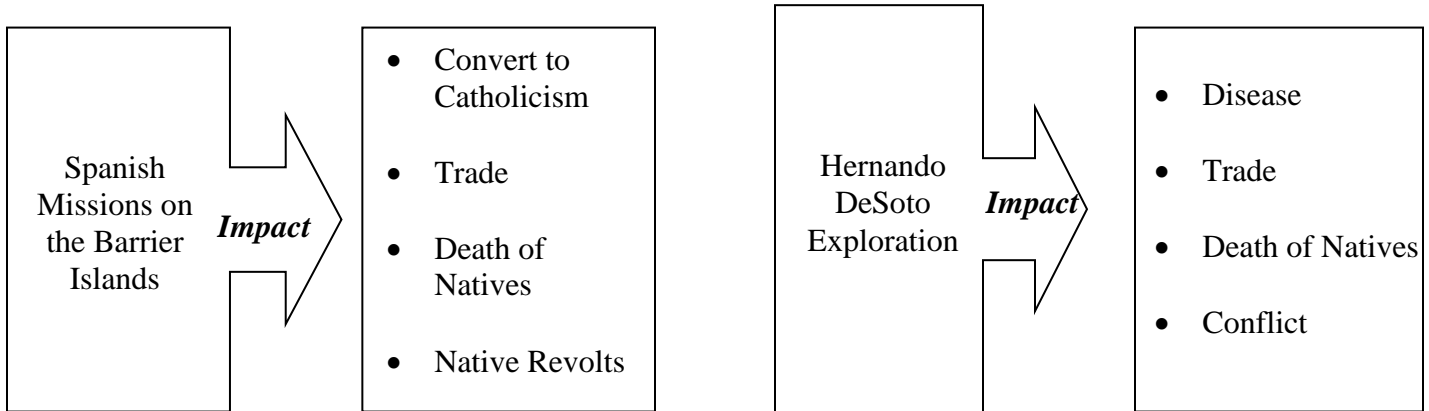 Spanish
Missions on
the Barrier
Islands
Impact
• Convert to
Catholicism
• Trade
• Death of
Natives
• Native Revolts
Hernando
DeSoto
Exploration
Impact
• Disease
• Trade
• Death of Natives
• Conflict